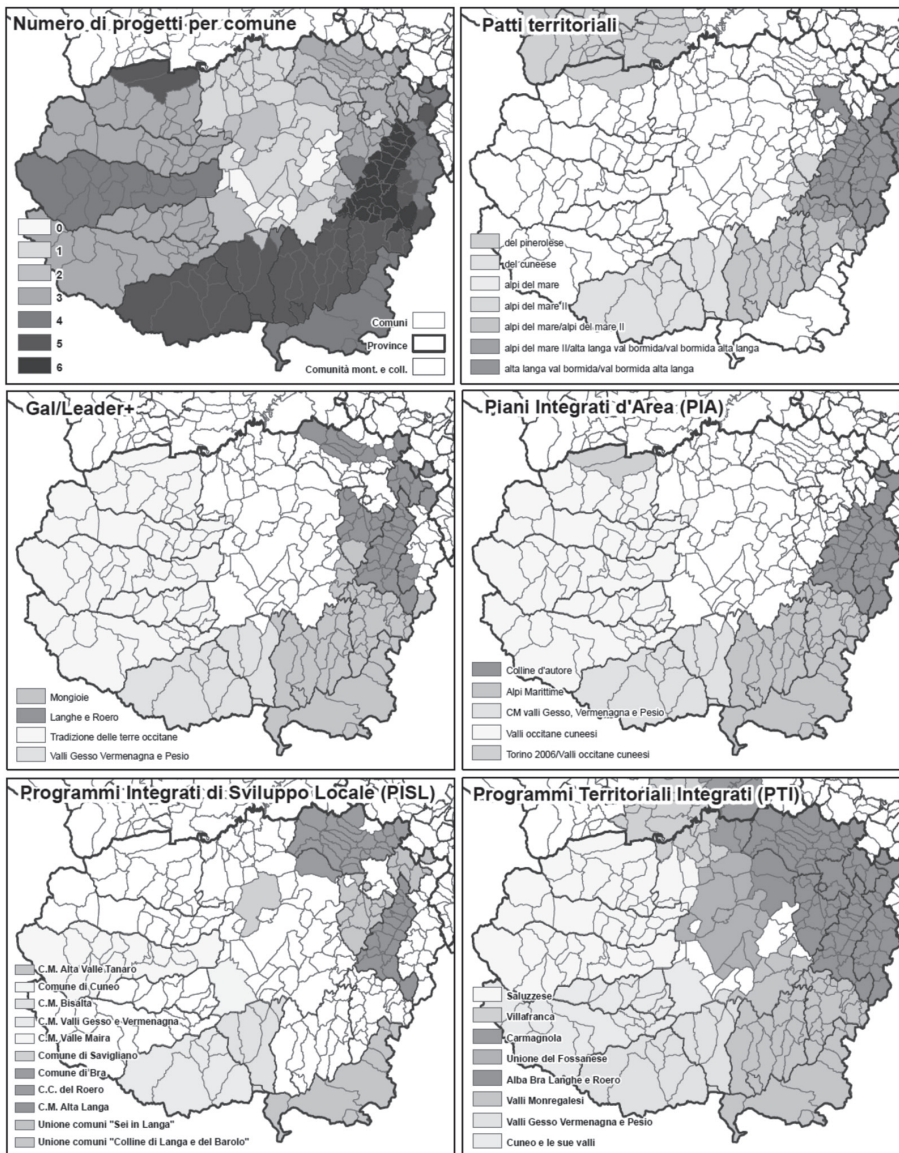 Numero di progetti per comune
0
1
2
3
4
5
6
Comuni
Province
Comunità mont. e coll.
Patti territoriali
del pinerolese
del cuneese
alpi del mare
alpi del mare II
alpi del mare/alpi del mare II
alpi del mare II/alta langa val bormida/val bormida alta langa
alta langa val bormida/val bormida alta langa
Gal/Leader+
Mongioie
Langhe e Roero
Tradizione delle terre occitane
Valli Gesso Vermenagna e Pesio
Piani Integrati d'Area (PIA)
Colline d'autore
Alpi Marittime
CM valli Gesso, Vermenagna e Pesio
Valli occitane cuneesi
Torino 2006/Valli occitane cuneesi
Programmi Integrati di Sviluppo Locale (PISL)
C.M. Alta Valle Tanaro
Comune di Cuneo
C.M. Bisalta
C.M. Valli Gesso e Vermenagna
C.M. Valle Maira
Comune di Savigliano
Comune di Bra
C.C. del Roero
C.M. Alta Langa
Unione comuni "Sei in Langa"
Unione comuni "Colline di Langa e del Barolo"
Programmi Territoriali Integrati (PTI)
Saluzzese
Villafranca
Carmagnola
Unione del Fossanese
Alba Bra Langhe e Roero
Valli Monregalesi
Valli Gesso Vermenagna e Pesio
Cuneo e le sue valli